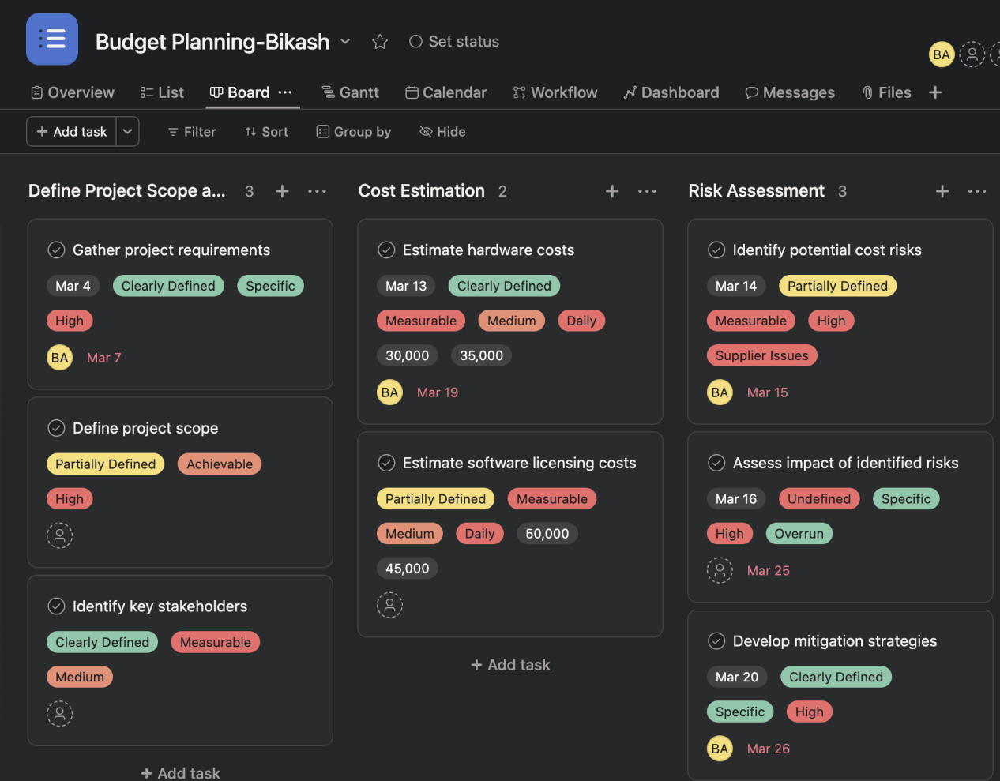 Budget Planning-Bikash
Set status
BA
Overview List Board ... Gantt Calendar Workflow Dashboard Messages Files +
+ Add task Filter Sort Group by Hide
Define Project Scope a... 3 + ...
Gather project requirements
Mar 4 Clearly Defined Specific
High
BA Mar 7
Define project scope
Partially Defined Achievable
High
Identify key stakeholders
Clearly Defined Measurable
Medium
+ Add task
Cost Estimation 2 + ...
Estimate hardware costs
Mar 13 Clearly Defined
Measurable Medium Daily
30,000 35,000
BA Mar 19
Estimate software licensing costs
Partially Defined Measurable
Medium Daily 50,000
45,000
+ Add task
Risk Assessment 3 + ...
Identify potential cost risks
Mar 14 Partially Defined
Measurable High
Supplier Issues
BA Mar 15
Assess impact of identified risks
Mar 16 Undefined Specific
High Overrun
Mar 25
Develop mitigation strategies
Mar 20 Clearly Defined
Specific High
BA Mar 26